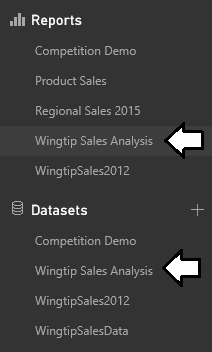 Reports
Competition Demo
Product Sales
Regional Sales 2015
Wingtip Sales Analysis
WingtipSales2012
Datasets
Competition Demo
Wingtip Sales Analysis
WingtipSales2012
WingtipSalesData